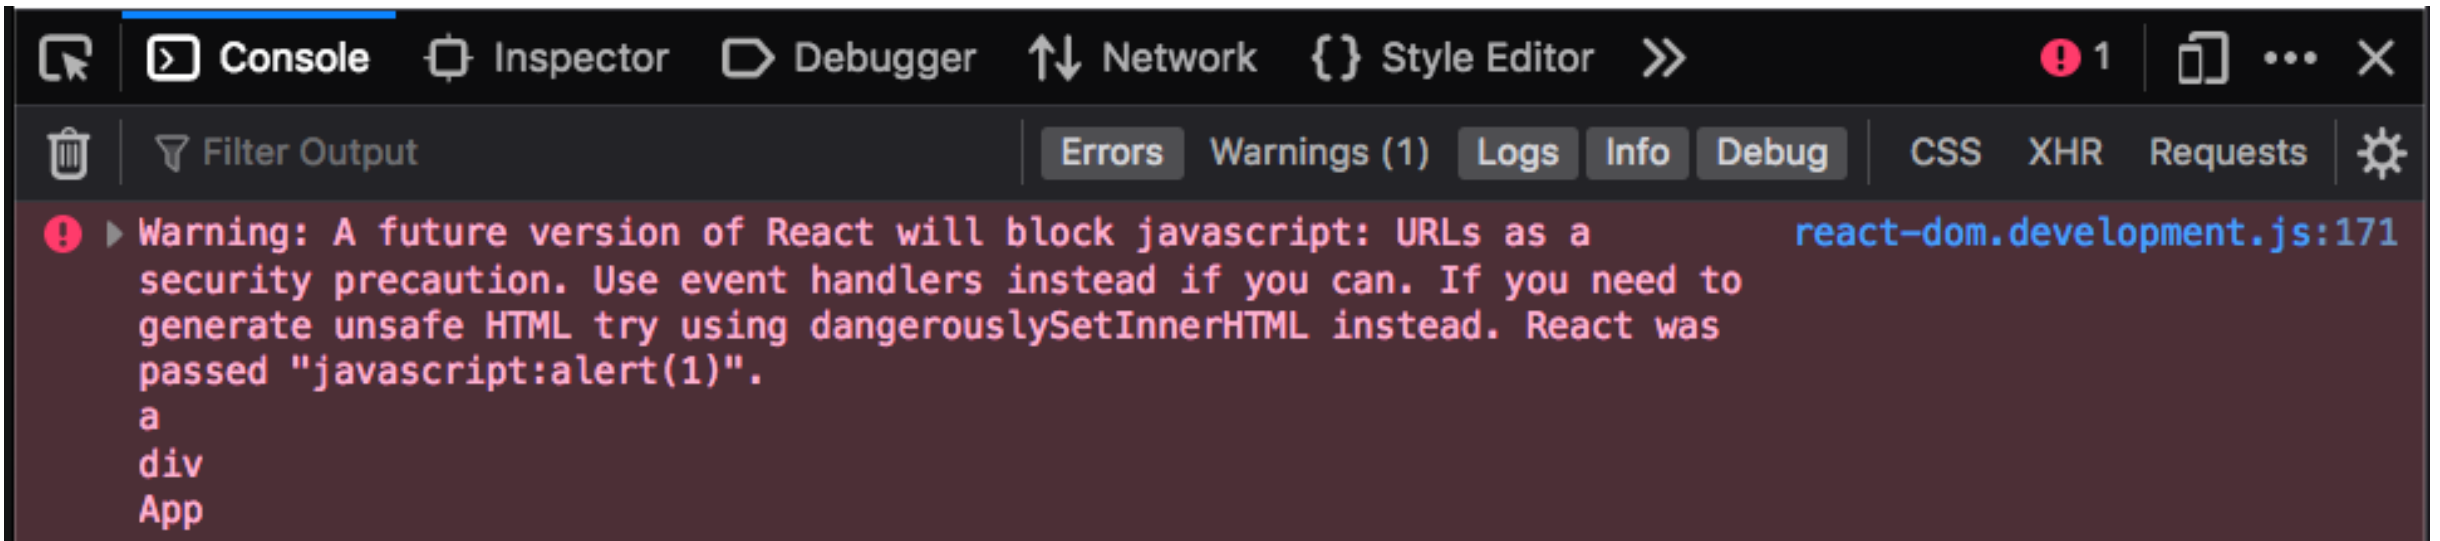 Console Inspector Debugger Network {} Style Editor 1
Filter Output Errors Warnings (1) Logs Info Debug CSS XHR Requests
Warning: A future version of React will block javascript: URLs as a react-dom.development.js:171
security precaution. Use event handlers instead if you can. If you need to
generate unsafe HTML try using dangerouslySetInnerHTML instead. React was
passed "javascript:alert(1)".
a
div
App